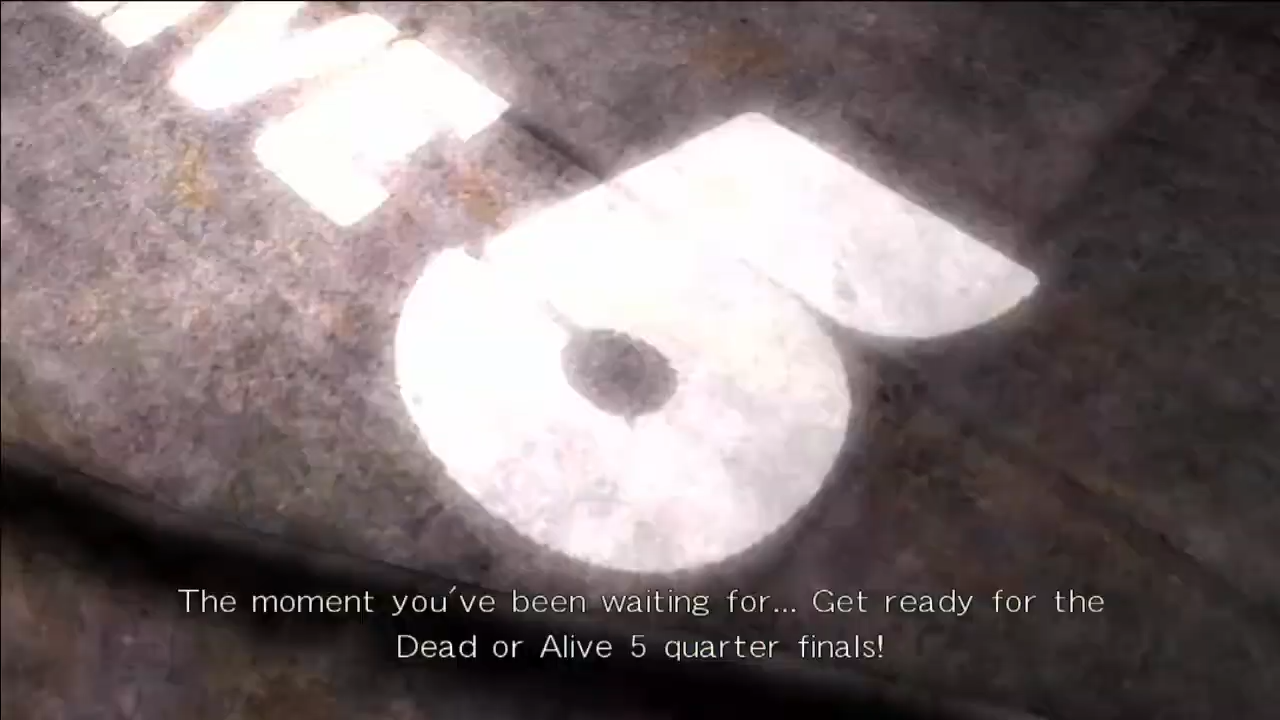 The moment you've been waiting for... Get ready for the
Dead or Alive 5 quarter finals!